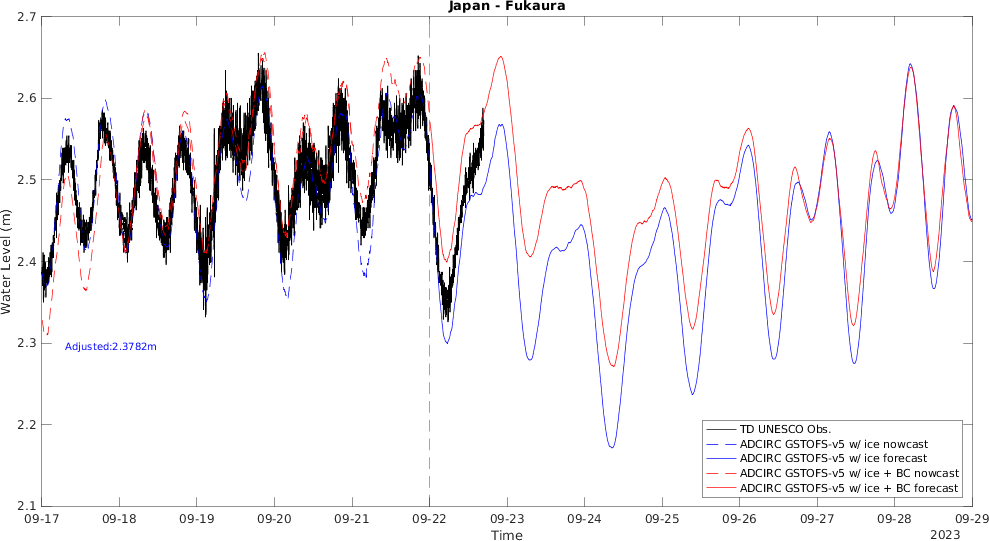 Japan - Fukaura
2.7
2.6
2.5
2.4
2.3
2.2
2.1
Water Level (m)
Adjusted:2.3782m
TD UNESCO Obs.
ADCIRC GSTOFS-v5 w/ ice nowcast
ADCIRC GSTOFS-v5 w/ ice forecast
ADCIRC GSTOFS-v5 w/ ice + BC nowcast
ADCIRC GSTOFS-v5 w/ ice + BC forecast
09-17 09-18 09-19 09-20 09-21 09-22 09-23 09-24 09-25 09-26 09-27 09-28 09-29
Time 2023